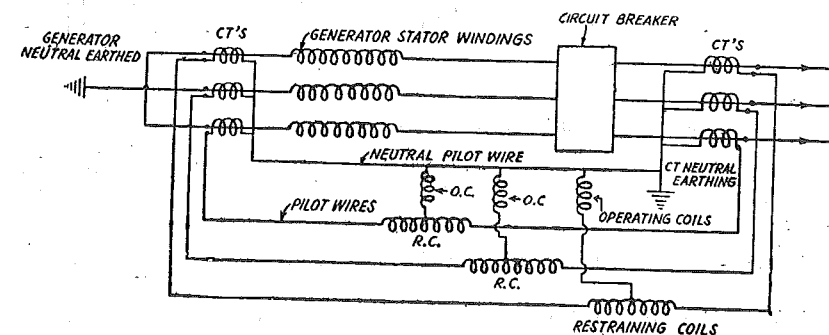 CIRCUIT BREAKER
GENERATOR
NEUTRAL EARTHED
CT'S
GENERATOR STATOR WINDINGS
CT'S
NEUTRAL PILOT WIRE
CT NEUTRAL
EARTHING
O.C.
O.C
OPERATING COILS
PILOT WIRES
R.C.
R.C.
RESTRAINING COILS